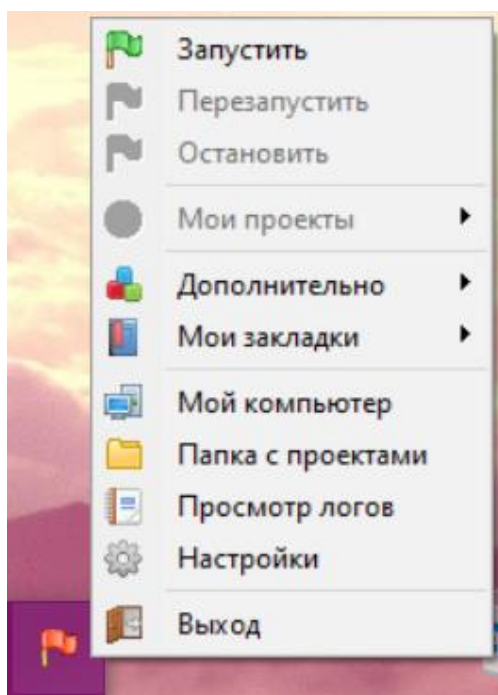 Запустить
Перезапустить
Остановить
Мои проекты
Дополнительно
Мои закладки
Мой компьютер
Папка с проектами
Просмотр логов
Настройки
Выход